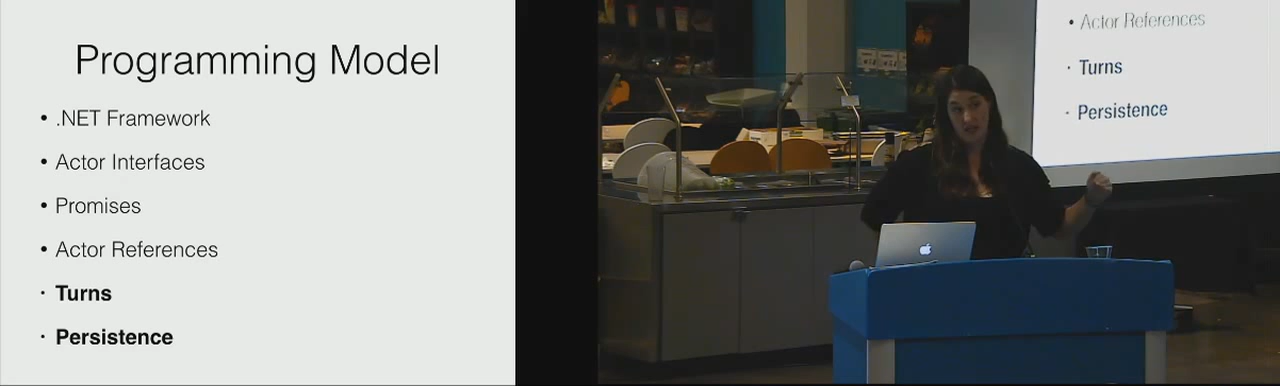 Programming Model
• .NET Framework
• Actor Interfaces
• Promises
• Actor References
· Turns
· Persistence
• Actor References
· Turns
· Persistence